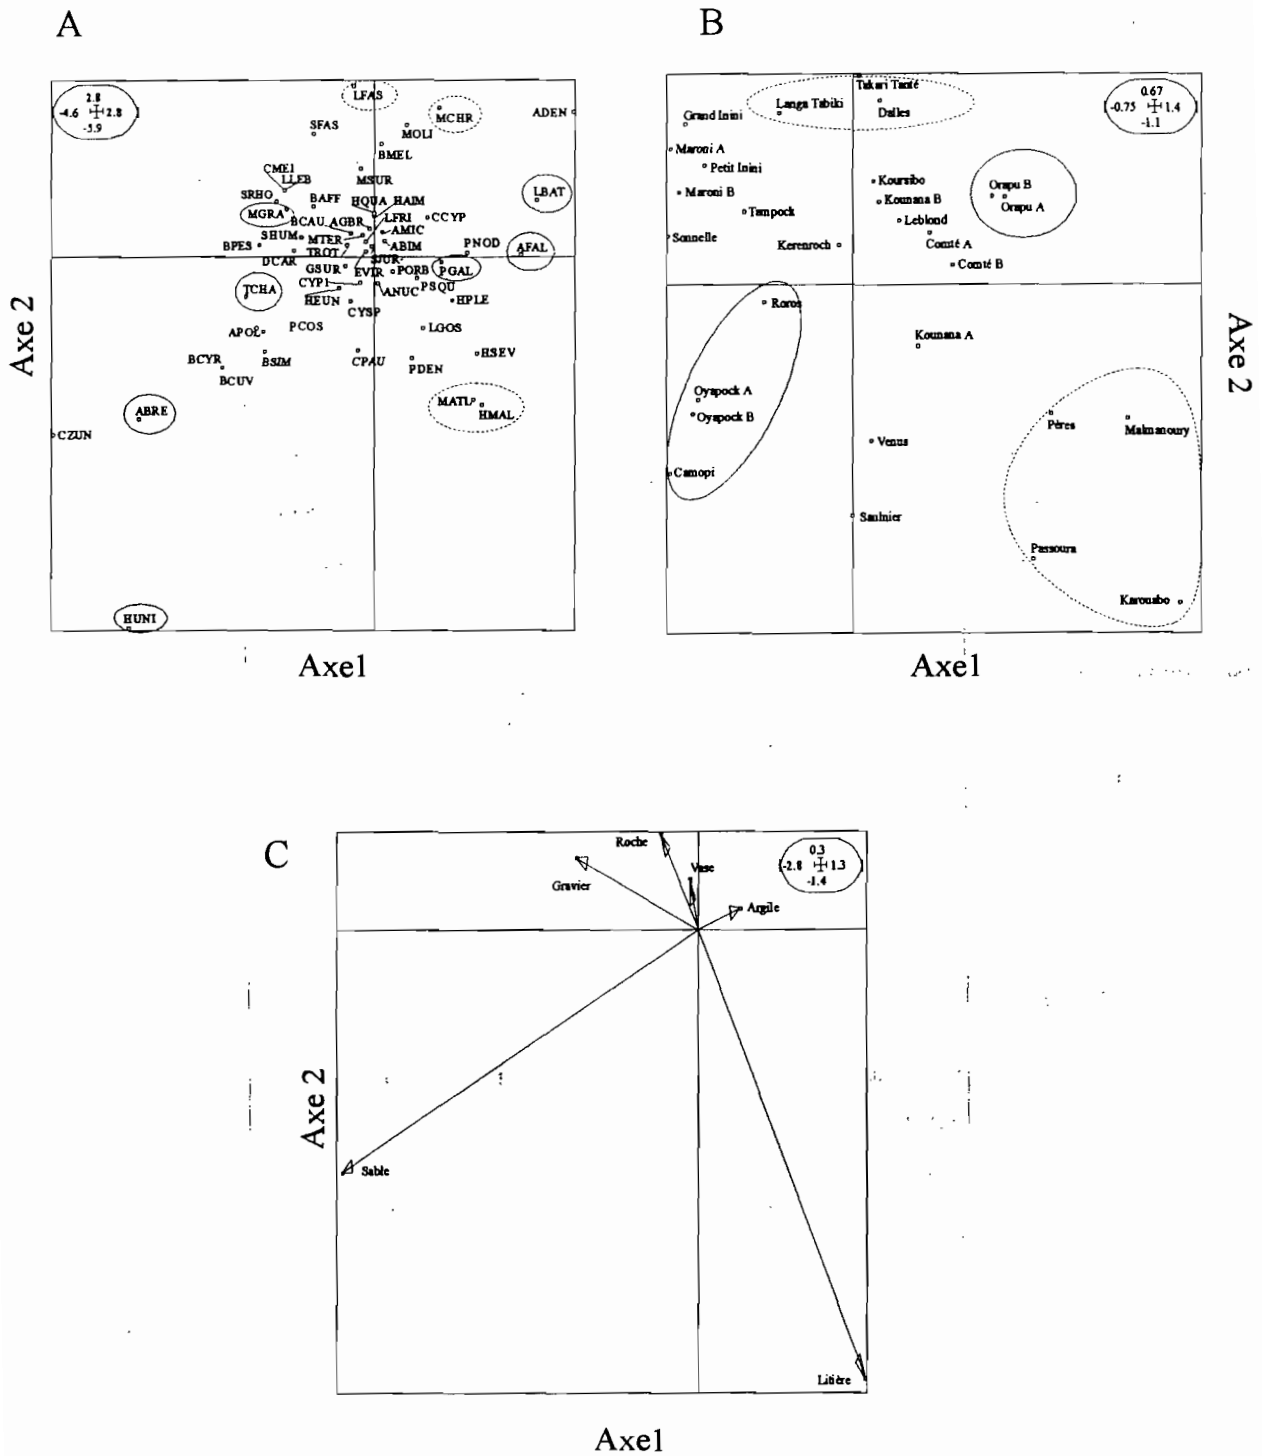 A
2.8
-4.6 2.8
-5.9
LFAS
MCHR
ADEN
SFAS
MOLI
BMEL
CME1
LLEB
MSUR
SRHO
BAFF
HQUA
HAIM
LBAT
MGRA
BCAU
AGBR
LFRI
CCYP
AMIC
SHUM
MTER
ABIM
PNOD
AFAL
BPES
TROT
SJUR
DCAR
GSUR
EVIR
PORB
PGAL
CYP1
PSQU
TCHA
HEUN
ANUC
HPLE
CYSP
APO
PCOS
LGOS
BCYR
BSIM
CPAU
HSEV
BCUV
PDEN
ABRE
MATL
HMAL
CZUN
HUNI
Axe 2
Axe1
B
0.67
-0.75 1.4
-1.1
Takari Tanté
Langa Tabiki
Dalles
Grand Inini
Maroni A
Petit Inini
Koursibo
Orapu B
Maroni B
Kounana B
Orapu A
Tampock
Leblond
Sonnelle
Kerenroch
Comté A
Comté B
Roros
Kounana A
Oyapock A
Oyapock B
Pères
Malmanoury
Venus
Camopi
Saulnier
Passoura
Karouabo
Axe 2
Axe1
C
0.3
-2.8 1.3
-1.4
Roche
Vase
Gravier
Argile
Sable
Litière
Axe 2
Axe1